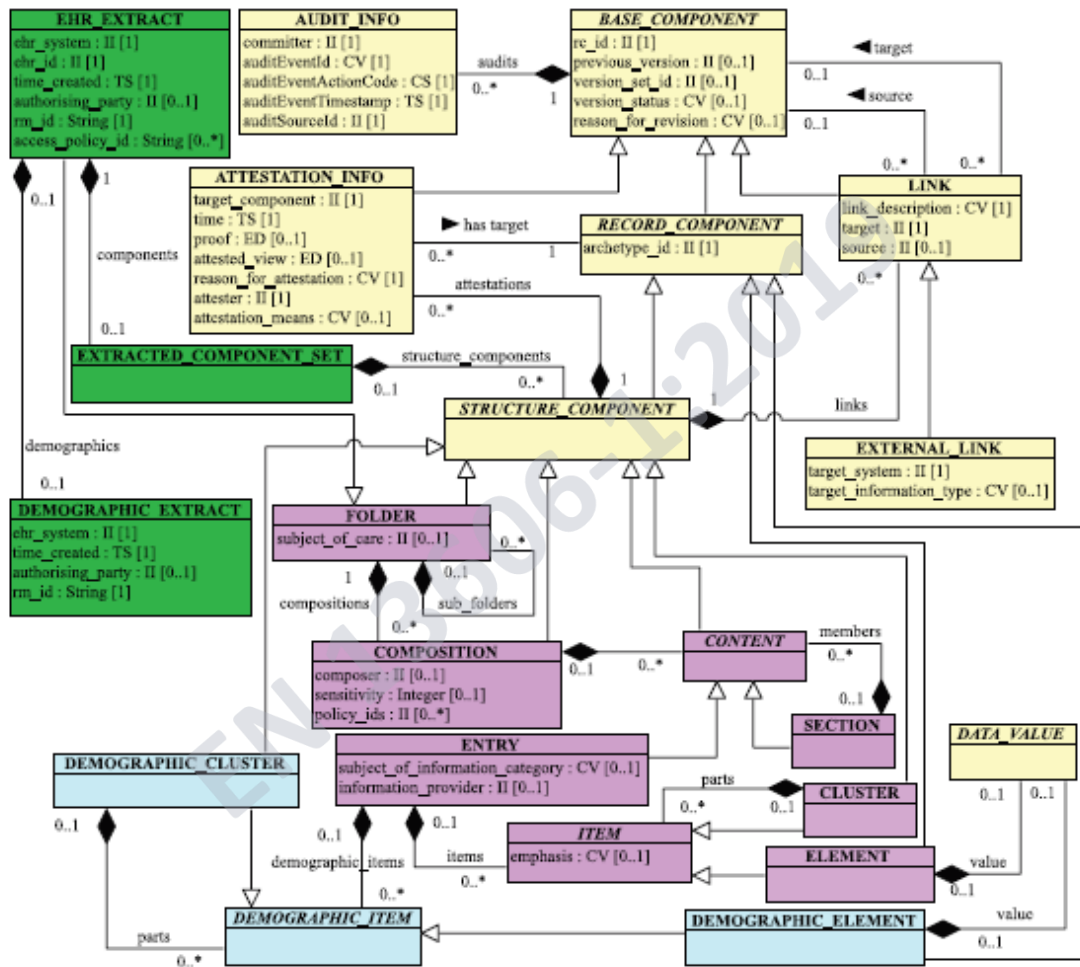 EHR_EXTRACT
ehr_system : II [1]
ehr_id : II [1]
time_created : TS [1]
authorising_party : II [0..1]
rm_id : String [1]
access_policy_id : String [0..*]
AUDIT_INFO
committer : II [1]
auditEventId : CV [1]
auditEventActionCode : CS [1]
auditEventTimestamp : TS [1]
auditSourceId : II [1]
audits
0..*
1
BASE_COMPONENT
rc_id : II [1]
previous_version : II [0..1]
version_set_id : II [0..1]
version_status : CV [0..1]
reason_for_revision : CV [0..1]
target
0..1
source
0..1
0..*
0..*
0..1
1
ATTESTATION_INFO
target_component : II [1]
time : TS [1]
proof : ED [0..1]
attested_view : ED [0..1]
reason_for_attestation : CV [1]
attester : II [1]
attestation_means : CV [0..1]
has target
0..*
1
RECORD_COMPONENT
archetype_id : II [1]
LINK
link_description : CV [1]
target : II [1]
source : II [0..1]
0..*
components
0..1
attestations
0..*
1
EXTRACTED_COMPONENT_SET
structure_components
0..1
0..*
STRUCTURE_COMPONENT
1
links
EXTERNAL_LINK
target_system : II [1]
target_information_type : CV [0..1]
demographics
0..1
DEMOGRAPHIC_EXTRACT
ehr_system : II [1]
time_created : TS [1]
authorising_party : II [0..1]
rm_id : String [1]
FOLDER
subject_of_care : II [0..1]
0..*
1
0..1
compositions
sub_folders
0..*
COMPOSITION
composer : II [0..1]
sensitivity : Integer [0..1]
policy_ids : II [0..*]
0..1
0..*
CONTENT
members
0..*
0..1
SECTION
DATA_VALUE
0..1
0..1
DEMOGRAPHIC_CLUSTER
0..1
ENTRY
subject_of_information_category : CV [0..1]
information_provider : II [0..1]
parts
0..*
0..1
CLUSTER
0..1
0..1
demographic_items
items
0..*
0..*
ITEM
emphasis : CV [0..1]
ELEMENT
value
0..1
DEMOGRAPHIC_ITEM
parts
0..*
DEMOGRAPHIC_ELEMENT
value
0..1
EN 13606-1:2019